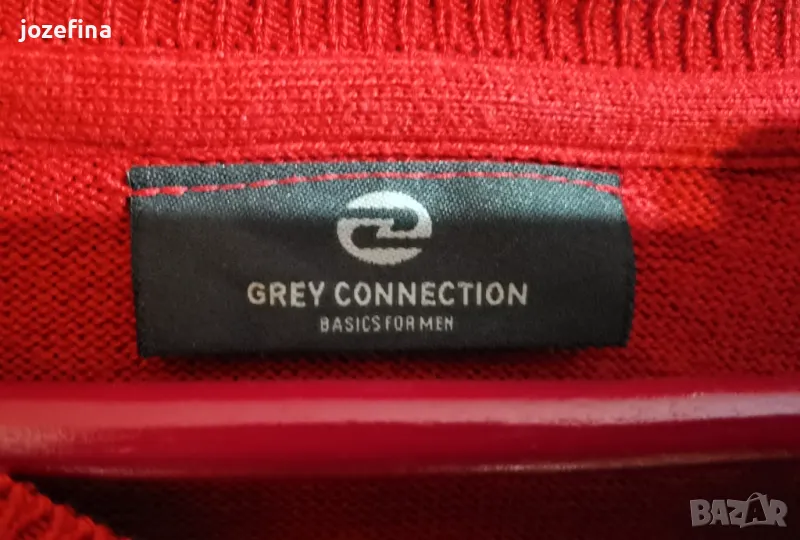 jozefina
GREY CONNECTION
BASICS FOR MEN
BAZAR